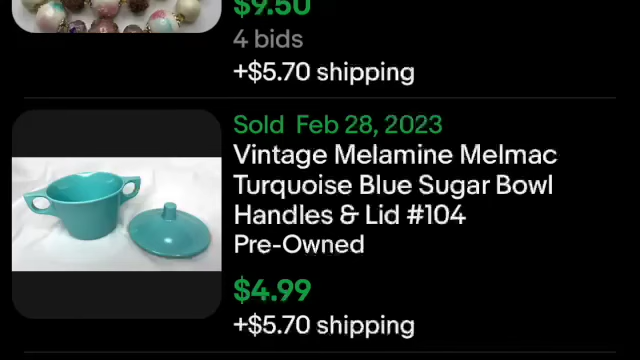 $9.50
4 bids
+$5.70 shipping
Sold Feb 28, 2023
Vintage Melamine Melmac
Turquoise Blue Sugar Bowl
Handles & Lid #104
Pre-Owned
$4.99
+$5.70 shipping